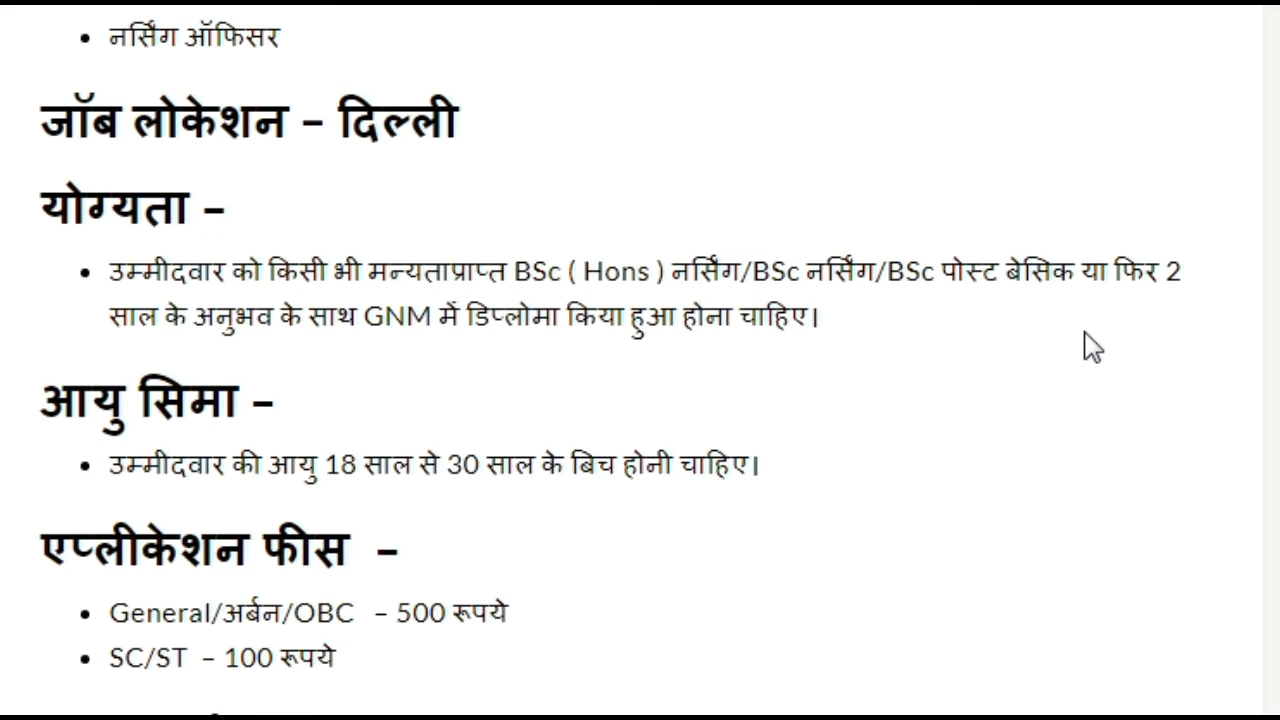 नर्सिंग ऑफिसर
जॉब लोकेशन – दिल्ली
योग्यता –
उम्मीदवार को किसी भी मन्यताप्राप्त BSc ( Hons ) नर्सिंग/BSc नर्सिंग/BSc पोस्ट बेसिक या फिर 2
साल के अनुभव के साथ GNM में डिप्लोमा किया हुआ होना चाहिए।
आयु सिमा –
उम्मीदवार की आयु 18 साल से 30 साल के बिच होनी चाहिए।
एप्लीकेशन फीस –
General/अर्बन/OBC – 500 रूपये
SC/ST – 100 रूपये